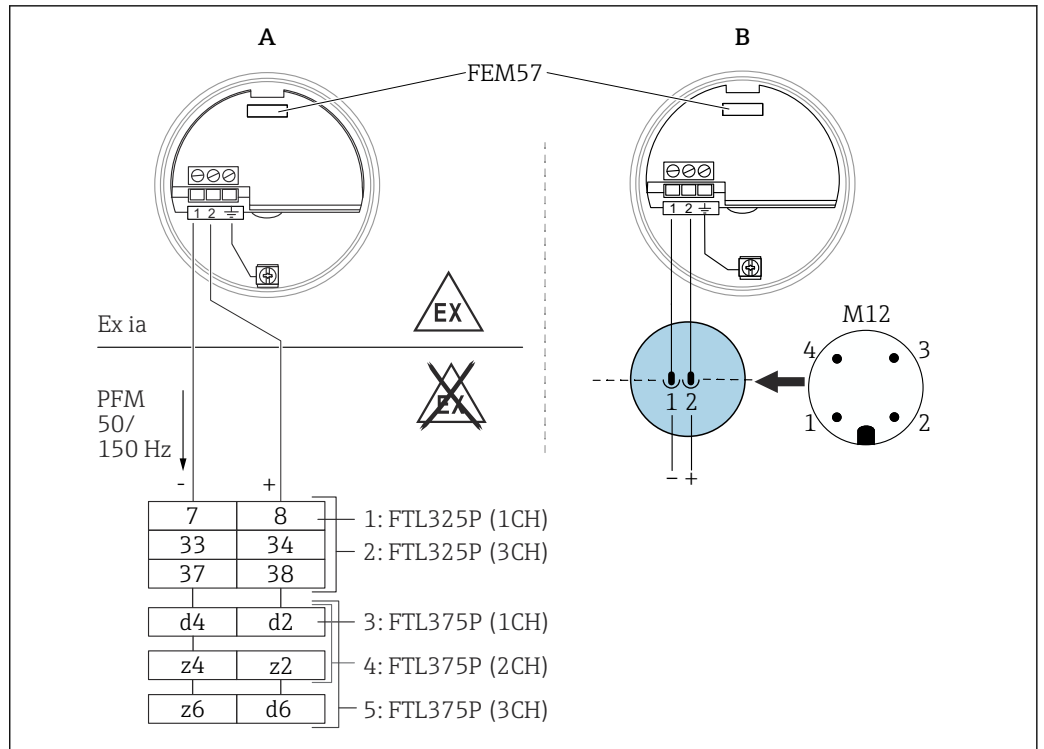 A B
FEM57
1 2
1 2
Ex ia
EX
EX
M12
4 3
1 2
1 2
PFM
50/
150 Hz
- +
- +
7 8 1: FTL325P (1CH)
33 34 2: FTL325P (3CH)
37 38
d4 d2 3: FTL375P (1CH)
z4 z2 4: FTL375P (2CH)
z6 d6 5: FTL375P (3CH)